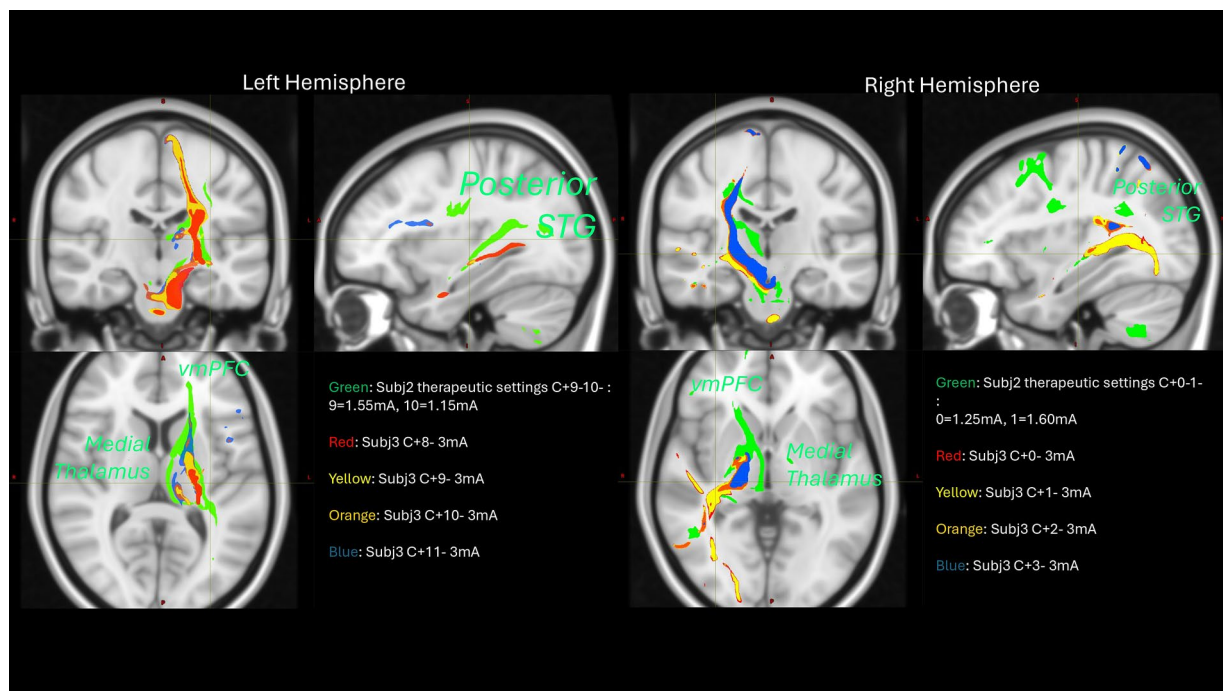 Left Hemisphere
Right Hemisphere
Posterior
STG
Posterior
STG
vmPFC
Medial
Thalamus
Green: Subj2 therapeutic settings C+9-10- :
9=1.55mA, 10=1.15mA
Red: Subj3 C+8- 3mA
Yellow: Subj3 C+9- 3mA
Orange: Subj3 C+10- 3mA
Blue: Subj3 C+11- 3mA
vmPFC
Medial
Thalamus
Green: Subj2 therapeutic settings C+0-1-
:
0=1.25mA, 1=1.60mA
Red: Subj3 C+0- 3mA
Yellow: Subj3 C+1- 3mA
Orange: Subj3 C+2- 3mA
Blue: Subj3 C+3- 3mA